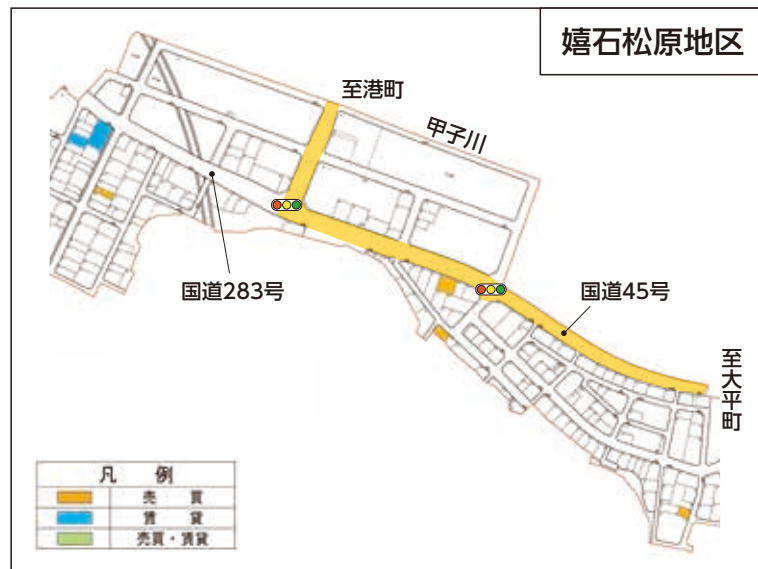 嬉石松原地区
至港町
甲子川
国道283号
国道45号
至大平町
凡 例
売 買
賃 貸
売買・賃貸